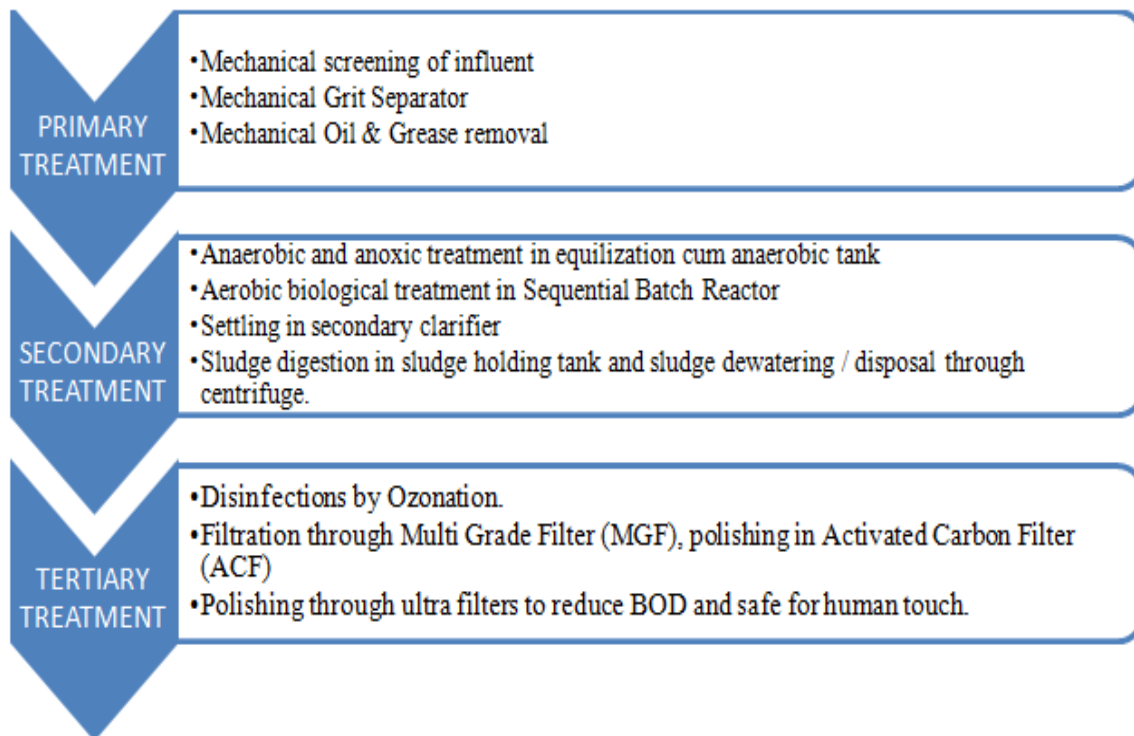 PRIMARY
TREATMENT
•Mechanical screening of influent
•Mechanical Grit Separator
•Mechanical Oil & Grease removal
SECONDARY
TREATMENT
•Anaerobic and anoxic treatment in equilization cum anaerobic tank
•Aerobic biological treatment in Sequential Batch Reactor
•Settling in secondary clarifier
•Sludge digestion in sludge holding tank and sludge dewatering / disposal through
centrifuge.
TERTIARY
TREATMENT
•Disinfections by Ozonation.
•Filtration through Multi Grade Filter (MGF), polishing in Activated Carbon Filter
(ACF)
•Polishing through ultra filters to reduce BOD and safe for human touch.